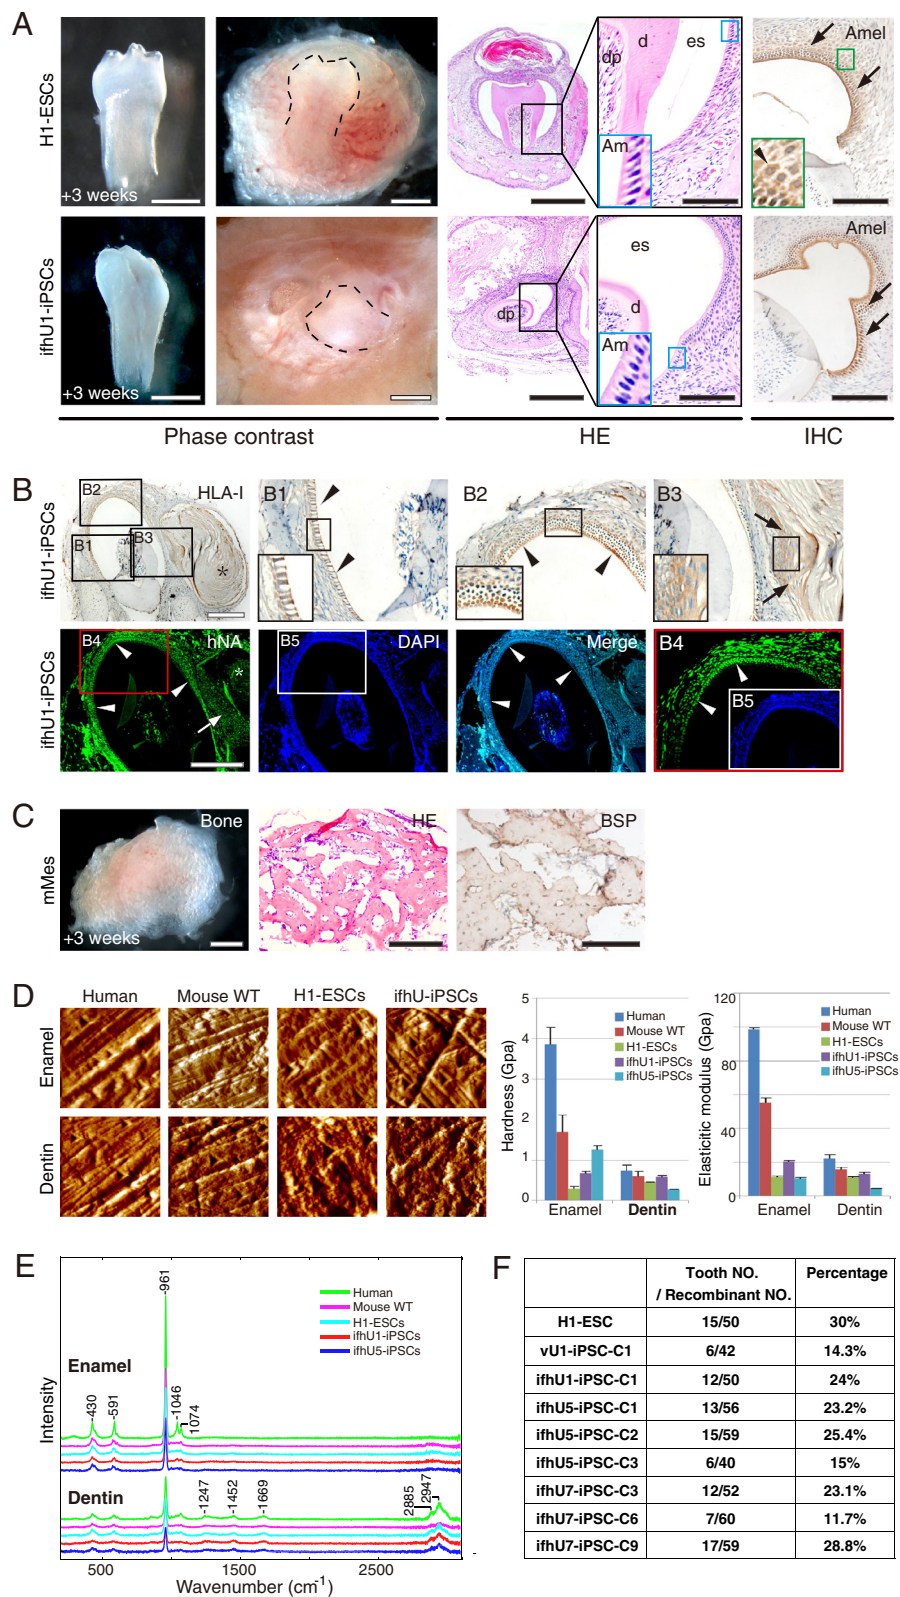 A
H1-ESCs
+3 weeks
d
dp
es
Am
Amel
ifhU1-iPSCs
+3 weeks
dp
es
d
Am
Amel
Phase contrast
HE
IHC
B
ifhU1-iPSCs
B2
HLA-I
B1
B3
*
B1
B2
B3
ifhU1-iPSCs
B4
hNA
*
B5
DAPI
Merge
B4
B5
C
mMes
Bone
+3 weeks
HE
BSP
D
Human
Mouse WT
H1-ESCs
ifhU-iPSCs
Enamel
Dentin
Hardness (Gpa)
5
4
3
2
1
0
Human
Mouse WT
H1-ESCs
ifhU1-iPSCs
ifhU5-iPSCs
Enamel
Dentin
Elasticitic modulus (Gpa)
120
80
40
0
Human
Mouse WT
H1-ESCs
ifhU1-iPSCs
ifhU5-iPSCs
Enamel
Dentin
E
Intensity
Enamel
-430
-591
-961
-1046
1074
Human
Mouse WT
H1-ESCs
ifhU1-iPSCs
ifhU5-iPSCs
Dentin
-1247
-1452
-1669
2885
2947
500
1500
2500
Wavenumber (cm-1)
F
Tooth NO. / Recombinant NO.
Percentage
H1-ESC 15/50 30%
vU1-iPSC-C1 6/42 14.3%
ifhU1-iPSC-C1 12/50 24%
ifhU5-iPSC-C1 13/56 23.2%
ifhU5-iPSC-C2 15/59 25.4%
ifhU5-iPSC-C3 6/40 15%
ifhU7-iPSC-C3 12/52 23.1%
ifhU7-iPSC-C6 7/60 11.7%
ifhU7-iPSC-C9 17/59 28.8%